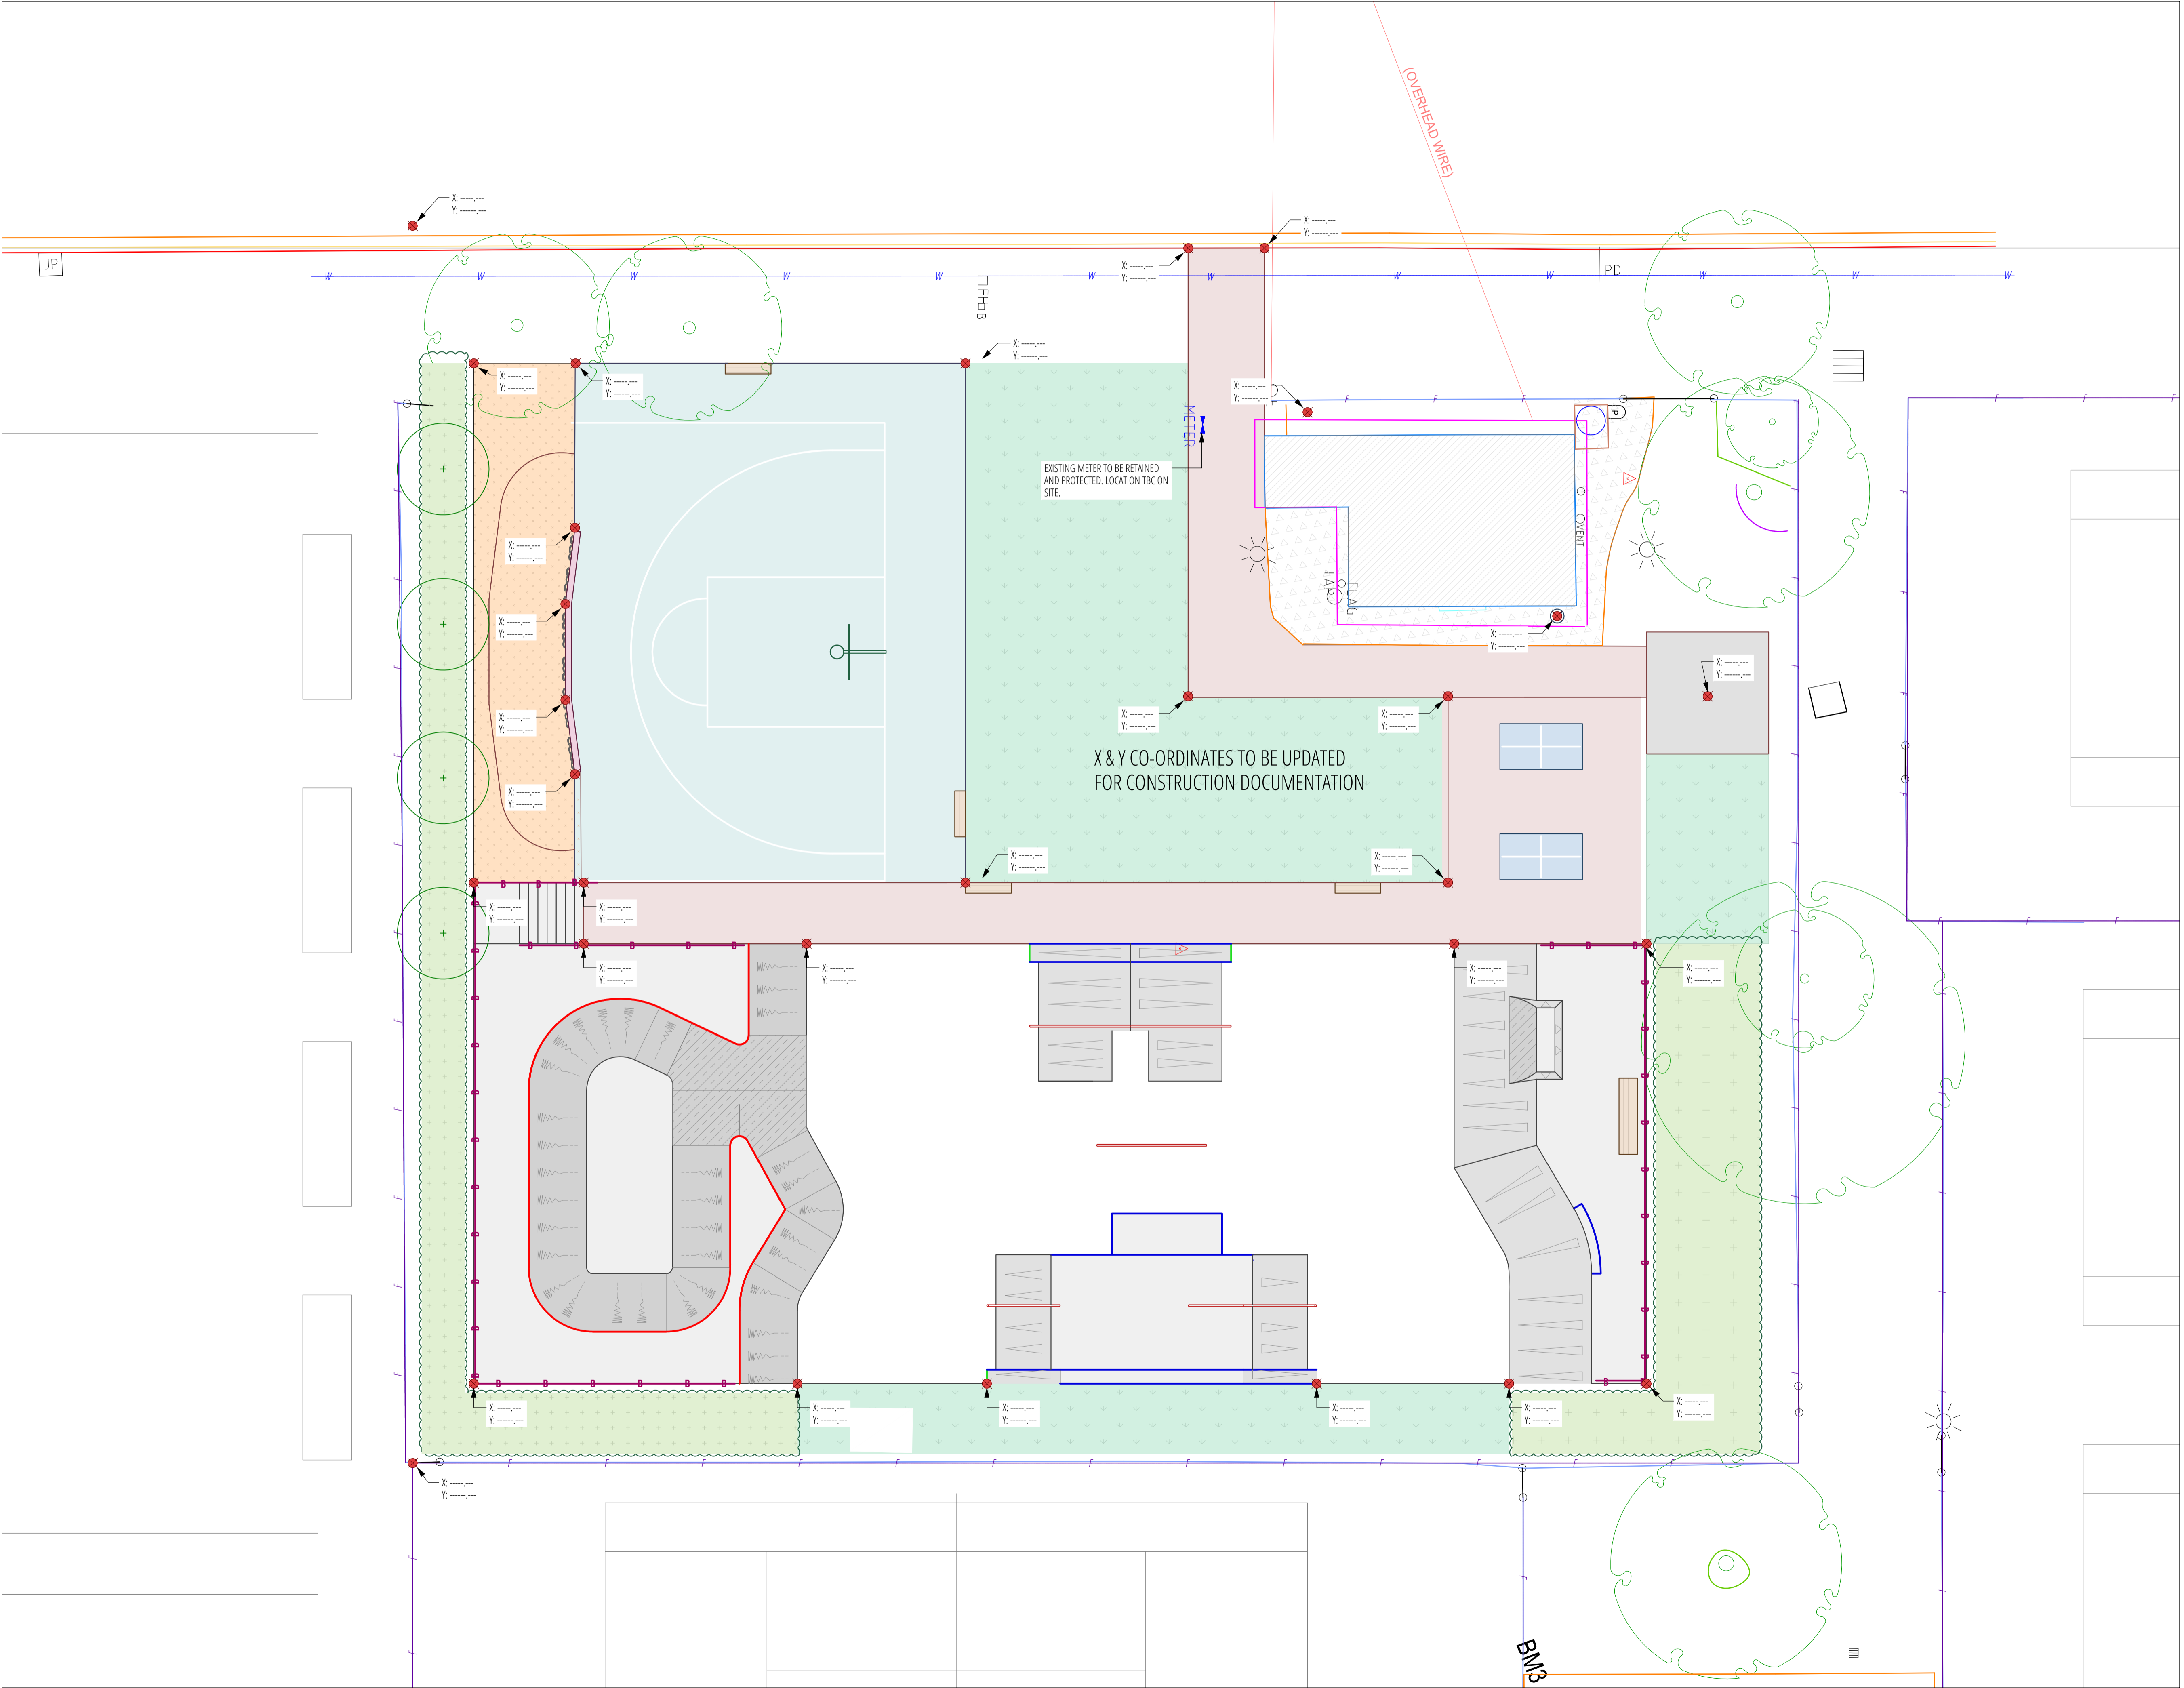 (OVERHEAD WIRE)
X: -----.---
Y: ------.---
X: -----.---
Y: ------.---
JP
X: -----.---
Y: ------.---
PD
FH
B
X: -----.---
Y: ------.---
X: -----.---
Y: ------.---
X: -----.---
Y: ------.---
X: -----.---
Y: ------.---
METER
P
EXISTING METER TO BE RETAINED
AND PROTECTED. LOCATION TBC ON
SITE.
VENT
X: -----.---
Y: ------.---
TAP
FLAG
X: -----.---
Y: ------.---
X: -----.---
Y: ------.---
X: -----.---
Y: ------.---
X: -----.---
Y: ------.---
X: -----.---
Y: ------.---
X: -----.---
Y: ------.---
X & Y CO-ORDINATES TO BE UPDATED
FOR CONSTRUCTION DOCUMENTATION
X: -----.---
Y: ------.---
X: -----.---
Y: ------.---
X: -----.---
Y: ------.---
X: -----.---
Y: ------.---
X: -----.---
Y: ------.---
X: -----.---
Y: ------.---
X: -----.---
Y: ------.---
X: -----.---
Y: ------.---
X: -----.---
Y: ------.---
X: -----.---
Y: ------.---
X: -----.---
Y: ------.---
X: -----.---
Y: ------.---
X: -----.---
Y: ------.---
X: -----.---
Y: ------.---
X: -----.---
Y: ------.---
X: -----.---
Y: ------.---
BM3